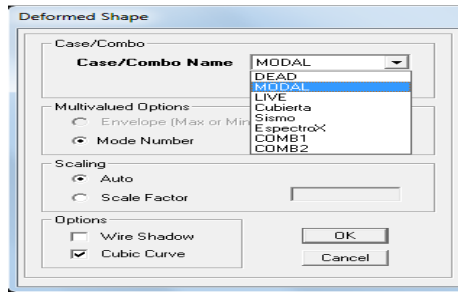 Deformed Shape
Case/Combo
Case/Combo Name MODAL
DEAD
MODAL
LIVE
Cubierta
Sismo
EspectroX
COMB1
COMB2
Multivalued Options
Envelope (Max or Min
Mode Number
Scaling
Auto
Scale Factor
Options
Wire Shadow
Cubic Curve
OK
Cancel